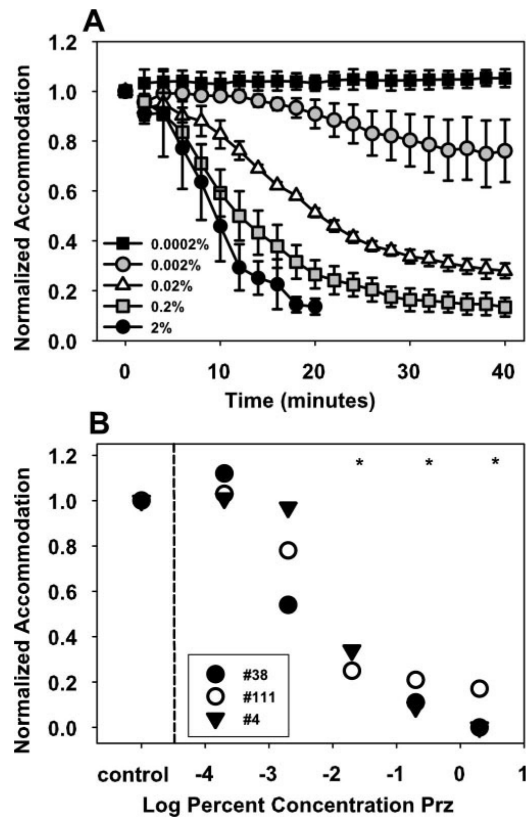 A
1.2
1.0
0.8
0.6
0.4
0.2
0.0
Normalized Accommodation
0.0002%
0.002%
0.02%
0.2%
2%
0 10 20 30 40
Time (minutes)
B
1.2
1.0
0.8
0.6
0.4
0.2
0.0
Normalized Accommodation
* * *
#38
#111
#4
control -4 -3 -2 -1 0 1
Log Percent Concentration Prz